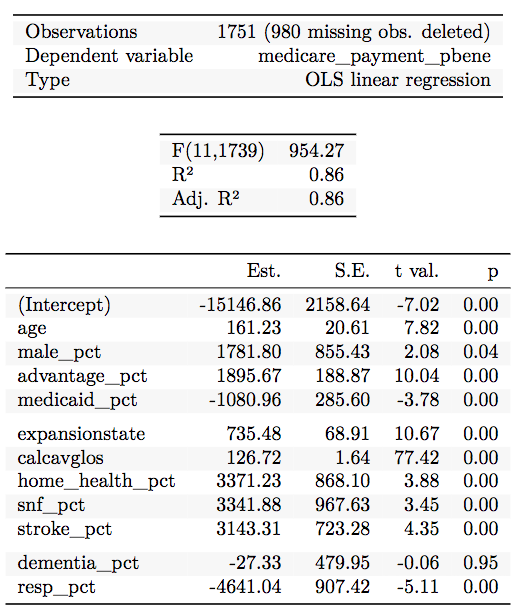 Observations 1751 (980 missing obs. deleted)
Dependent variable medicare_payment_pbene
Type OLS linear regression
F(11,1739) 954.27
R² 0.86
Adj. R² 0.86
Est. S.E. t val. p
(Intercept) -15146.86 2158.64 -7.02 0.00
age 161.23 20.61 7.82 0.00
male_pct 1781.80 855.43 2.08 0.04
advantage_pct 1895.67 188.87 10.04 0.00
medicaid_pct -1080.96 285.60 -3.78 0.00
expansionstate 735.48 68.91 10.67 0.00
calcavglos 126.72 1.64 77.42 0.00
home_health_pct 3371.23 868.10 3.88 0.00
snf_pct 3341.88 967.63 3.45 0.00
stroke_pct 3143.31 723.28 4.35 0.00
dementia_pct -27.33 479.95 -0.06 0.95
resp_pct -4641.04 907.42 -5.11 0.00